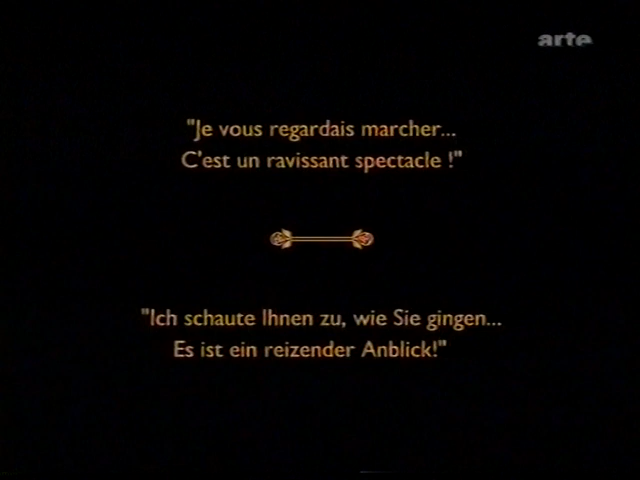 arte
"Je vous regardais marcher...
C'est un ravissant spectacle !"
"Ich schaute Ihnen zu, wie Sie gingen...
Es ist ein reizender Anblick!"